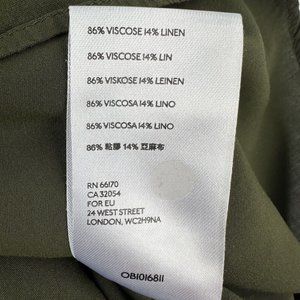 86% VISCOSE 14% LINEN
86% VISCOSE 14% LIN
86% VISKOSE 14% LEINEN
86% VISCOSA 14% LINO
86% VISCOSA 14% LINO
86% 粘膠 14% 亞麻布
RN 66170
CA 32054
FOR EU
24 WEST STREET
LONDON, WC2H9NA
OB1016811